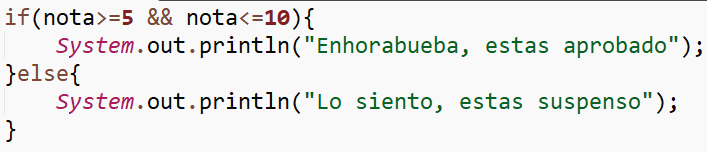 if(nota>=5 && nota<=10){
    System.out.println("Enhorabueba, estas aprobado");
}else{
    System.out.println("Lo siento, estas suspenso");
}